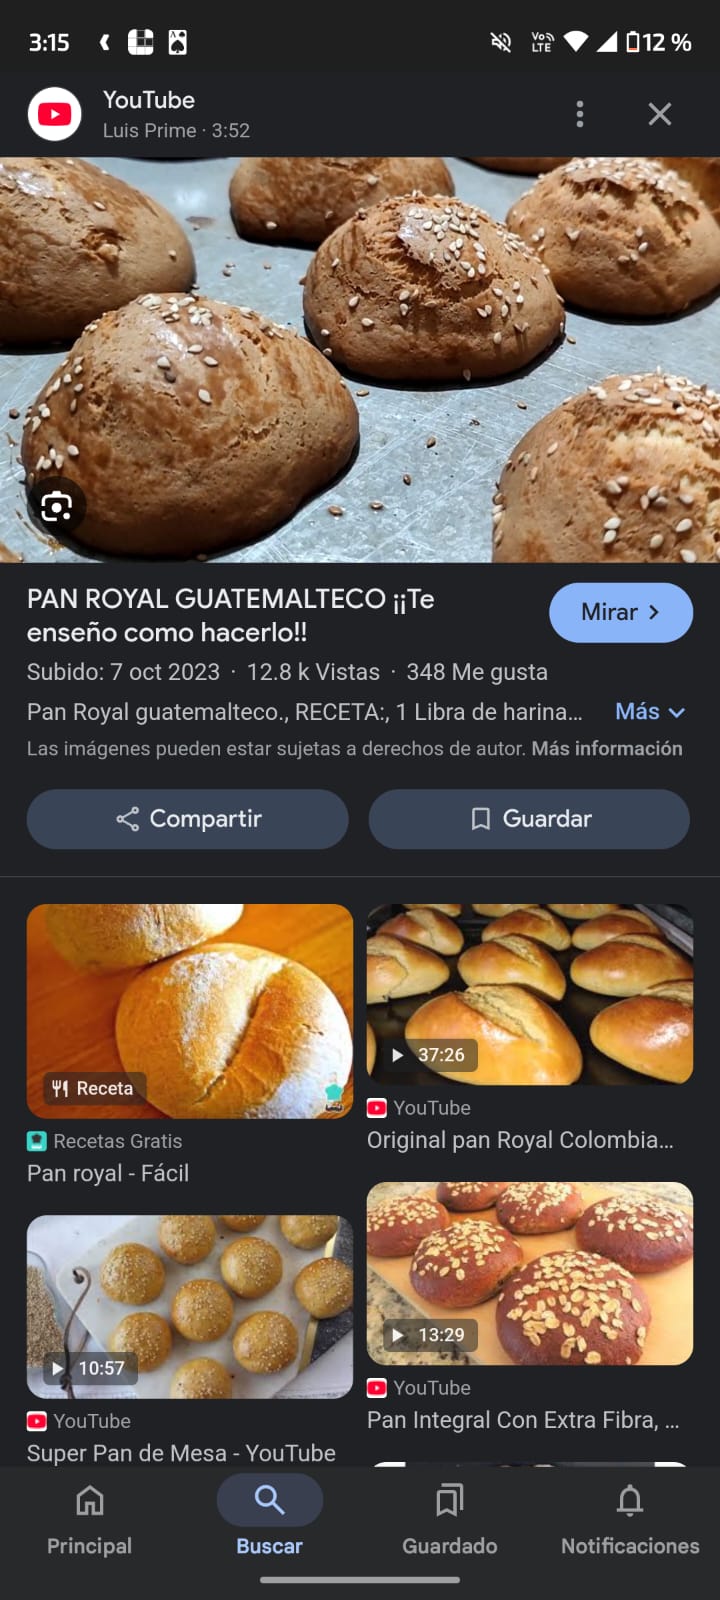 3:15
Vo LTE
12 %
YouTube
Luis Prime · 3:52
PAN ROYAL GUATEMALTECO ¡¡Te
enseño como hacerlo!!
Mirar
Subido: 7 oct 2023 · 12.8 k Vistas · 348 Me gusta
Pan Royal guatemalteco., RECETA:, 1 Libra de harina...
Más
Las imágenes pueden estar sujetas a derechos de autor. Más información
Compartir
Guardar
Receta
Recetas Gratis
Pan royal - Fácil
37:26
YouTube
Original pan Royal Colombia...
10:57
YouTube
Super Pan de Mesa - YouTube
13:29
YouTube
Pan Integral Con Extra Fibra, ...
Principal
Buscar
Guardado
Notificaciones